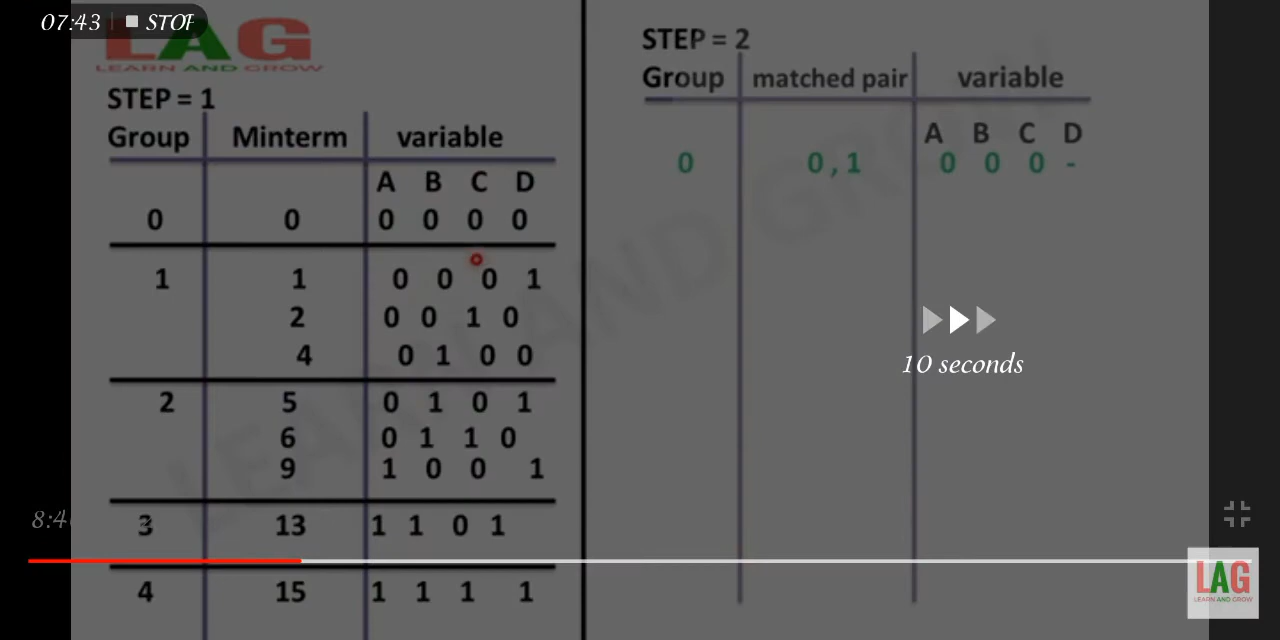 07:43 STOP
LAG
LEARN AND GROW
STEP = 1
Group Minterm variable
A B C D
0 0 0 0 0 0
1 1 0 0 0 1
2 0 0 1 0
4 0 1 0 0
2 5 0 1 0 1
6 0 1 1 0
9 1 0 0 1
3 13 1 1 0 1
4 15 1 1 1 1
STEP = 2
Group matched pair variable
A B C D
0 0,1 0 0 0 -
10 seconds
LEARN AND GROW
LAG
LEARN AND GROW